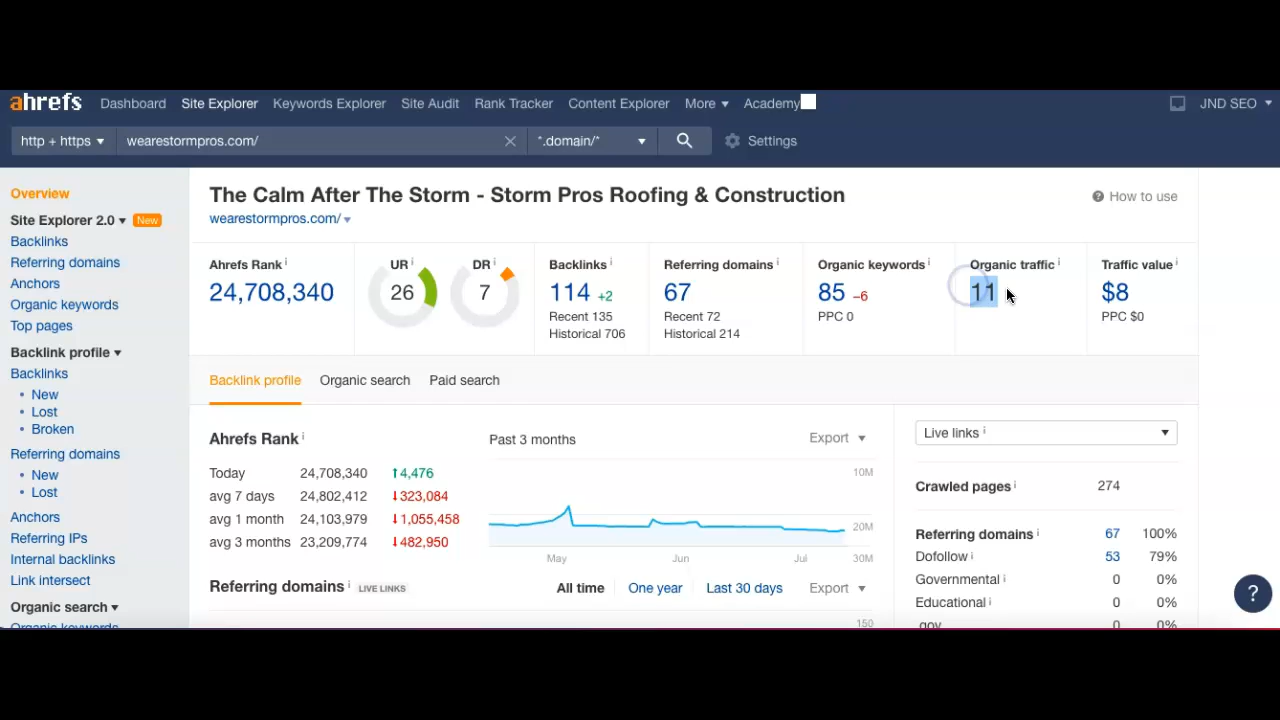 ahrefs Dashboard Site Explorer Keywords Explorer Site Audit Rank Tracker Content Explorer More Academy JND SEO
http + https wearestormpros.com/ *.domain/* Settings
Overview
Site Explorer 2.0 New
Backlinks
Referring domains
Anchors
Organic keywords
Top pages
Backlink profile
Backlinks
• New
• Lost
• Broken
Referring domains
• New
• Lost
Anchors
Referring IPs
Internal backlinks
Link intersect
Organic search
Organic keywords
The Calm After The Storm - Storm Pros Roofing & Construction
wearestormpros.com/
? How to use
Ahrefs Rank i
24,708,340
UR i
26
DR i
7
Backlinks i
114 +2
Recent 135
Historical 706
Referring domains i
67
Recent 72
Historical 214
Organic keywords i
85 –6
PPC 0
Organic traffic i
11
Traffic value i
$8
PPC $0
Backlink profile Organic search Paid search
Ahrefs Rank i
Today 24,708,340 ↑4,476
avg 7 days 24,802,412 ↓323,084
avg 1 month 24,103,979 ↓1,055,458
avg 3 months 23,209,774 ↓482,950
Past 3 months Export
10M
20M
30M
May Jun Jul
Referring domains i LIVE LINKS All time One year Last 30 days Export
150
Live links i
Crawled pages i 274
Referring domains i 67 100%
Dofollow i 53 79%
Governmental i 0 0%
Educational i 0 0%
.gov 0 0%
?